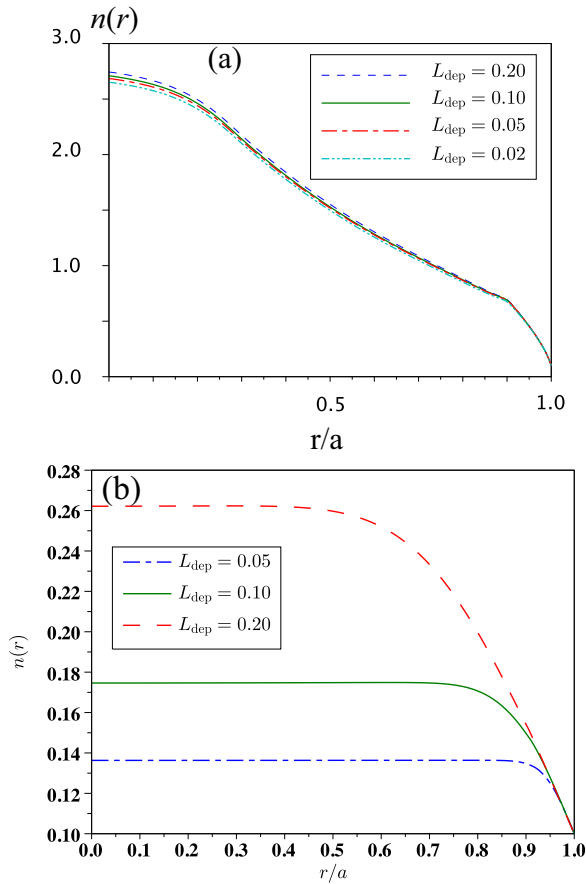 n(r)
3.0
(a)
L_dep = 0.20
L_dep = 0.10
L_dep = 0.05
L_dep = 0.02
2.0
1.0
0.0
0.5
1.0
r/a
(b)
0.28
0.26
0.24
0.22
0.20
0.18
0.16
0.14
0.12
0.10
n(r)
L_dep = 0.05
L_dep = 0.10
L_dep = 0.20
0.0 0.1 0.2 0.3 0.4 0.5 0.6 0.7 0.8 0.9 1.0
r/a